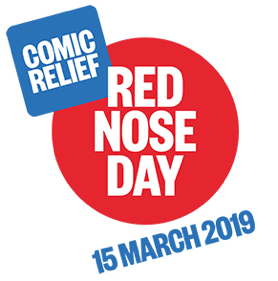 COMIC
RELIEF
RED
NOSE
DAY
15 MARCH 2019